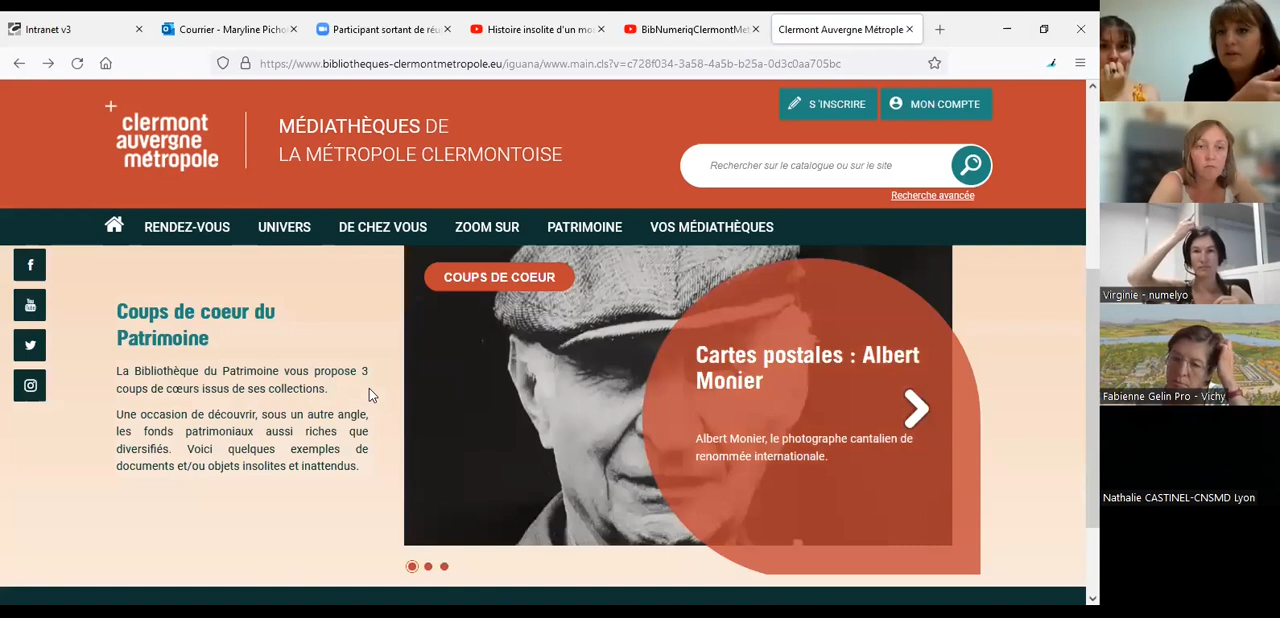 Intranet v3
Courrier - Maryline Pichon
Participant sortant de réu
Histoire insolite d'un mo
BibNumeriqClermontMet
Clermont Auvergne Métropole
https://www.bibliotheques-clermontmetropole.eu/iguana/www.main.cls?v=c728f034-3a58-4a5b-b25a-0d3c0aa705bc
clermont
auvergne
métropole
MÉDIATHÈQUES DE
LA MÉTROPOLE CLERMONTOISE
S 'INSCRIRE
MON COMPTE
Rechercher sur le catalogue ou sur le site
Recherche avancée
RENDEZ-VOUS
UNIVERS
DE CHEZ VOUS
ZOOM SUR
PATRIMOINE
VOS MÉDIATHÈQUES
Coups de coeur du
Patrimoine
La Bibliothèque du Patrimoine vous propose 3
coups de cœurs issus de ses collections.
Une occasion de découvrir, sous un autre angle,
les fonds patrimoniaux aussi riches que
diversifiés. Voici quelques exemples de
documents et/ou objets insolites et inattendus.
COUPS DE COEUR
Cartes postales : Albert
Monier
Albert Monier, le photographe cantalien de
renommée internationale.
Virginie - numelyo
Fabienne Gelin Pro - Vichy
Nathalie CASTINEL-CNSMD Lyon